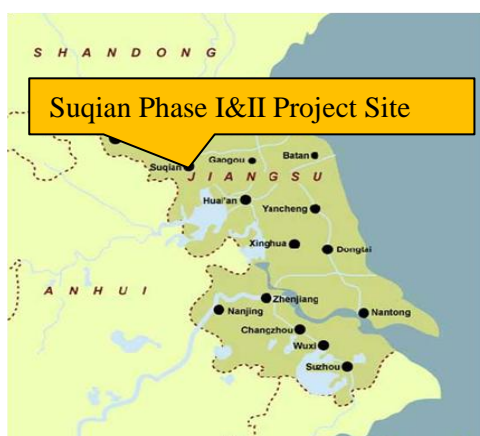 SHANDONG
Suqian Phase I&II Project Site
Suqian
Gaogou
Batan
JIANGSU
Huai'an
Yancheng
Xinghua
Dongtai
ANHUI
Zhenjiang
Nanjing
Nantong
Changzhou
Wuxi
Suzhou